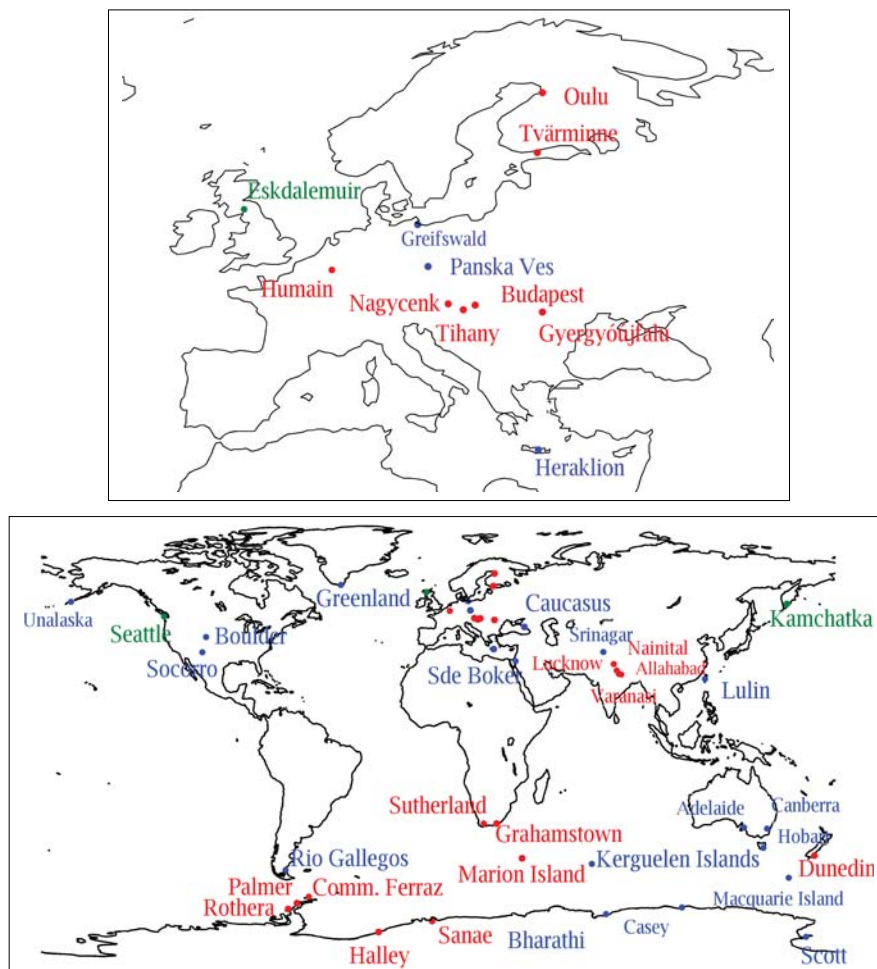 Oulu
Tvärminne
Eskdalemuir
Greifswald
Panska Ves
Humain
Nagycenk
Budapest
Tihany
Gyergyóujfalu
Heraklion
Unalaska
Greenland
Caucasus
Kamchatka
Seattle
Boulder
Srinagar
Nainital
Socorro
Sde Boker
Lucknow
Allahabad
Varanasi
Lulin
Sutherland
Grahamstown
Adelaide
Canberra
Hobart
Rio Gallegos
Marion Island
Kerguelen Islands
Dunedin
Palmer
Comm. Ferraz
Rothera
Macquarie Island
Halley
Sanae
Bharathi
Casey
Scott